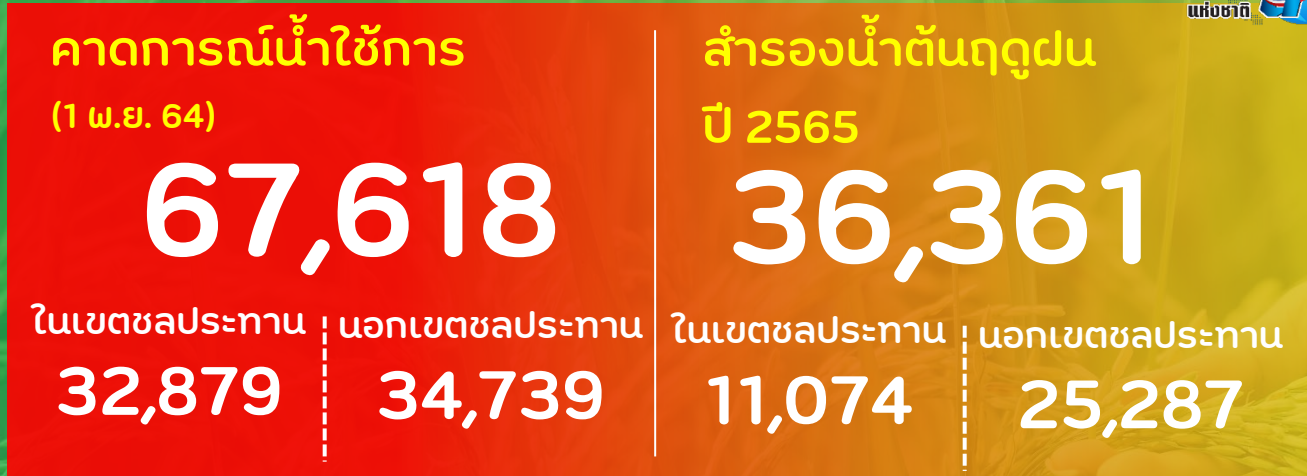 แห่งชาติ
คาดการณ์น้ำใช้การ
(1 พ.ย. 64)
67,618
ในเขตชลประทาน
นอกเขตชลประทาน
32,879
34,739
สำรองน้ำต้นฤดูฝน
ปี 2565
36,361
ในเขตชลประทาน
นอกเขตชลประทาน
11,074
25,287